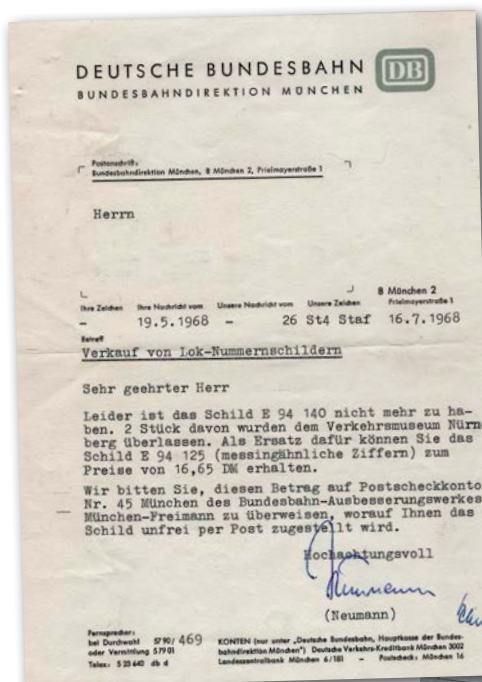 DEUTSCHE BUNDESBAHN DB
BUNDESBAHNDIREKTION MÜNCHEN
Postanschrift:
Bundesbahndirektion München, 8 München 2, Prielmayerstraße 1
Herrn
8 München 2
Prielmayerstraße 1
Ihre Zeichen Ihre Nachricht vom Unsere Nachricht vom Unsere Zeichen
– 19.5.1968 – 26 St4 Staf 16.7.1968
Betreff
Verkauf von Lok-Nummernschildern
Sehr geehrter Herr
Leider ist das Schild E 94 140 nicht mehr zu ha-
ben. 2 Stück davon wurden dem Verkehrsmuseum Nürn
berg überlassen. Als Ersatz dafür können Sie das
Schild E 94 125 (messingähnliche Ziffern) zum
Preise von 16,65 DM erhalten.
Wir bitten Sie, diesen Betrag auf Postscheckkonto
Nr. 45 München des Bundesbahn-Ausbesserungswerkes
München-Freimann zu überweisen, worauf Ihnen das
Schild unfrei per Post zugestellt wird.
Hochachtungsvoll
Neumann
(Neumann)
Fernsprecher:
bei Durchwahl 5790/ 469
oder Vermittlung 57901
Telex: 523640 db d
KONTEN (nur unter „Deutsche Bundesbahn, Hauptkasse der Bundes-
bahndirektion München") Deutsche Verkehrs-Kreditbank München 3002
Landeszentralbank München 6/181 – Postscheck: München 16